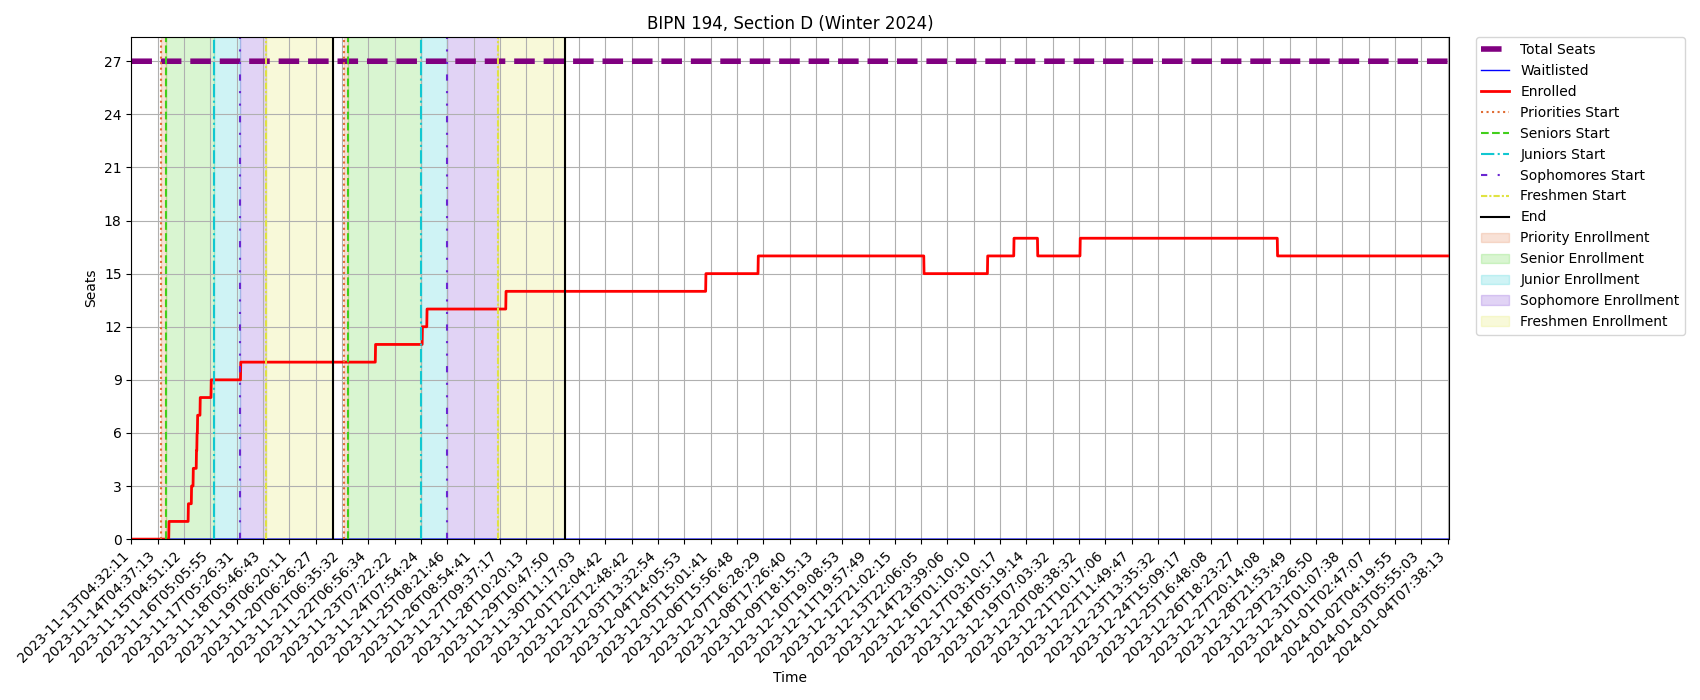 BIPN 194, Section D (Winter 2024)
Seats
27
24
21
18
15
12
9
6
3
0
2023-11-13T04:32:11
2023-11-14T04:37:13
2023-11-15T04:51:12
2023-11-16T05:05:55
2023-11-17T05:26:31
2023-11-18T05:46:43
2023-11-19T06:20:11
2023-11-20T06:26:27
2023-11-21T06:35:32
2023-11-22T06:56:34
2023-11-23T07:22:22
2023-11-24T07:54:24
2023-11-25T08:21:46
2023-11-26T08:54:41
2023-11-27T09:37:17
2023-11-28T10:20:13
2023-11-29T10:47:50
2023-11-30T11:17:03
2023-12-01T12:04:42
2023-12-02T12:48:42
2023-12-03T13:32:54
2023-12-04T14:05:53
2023-12-05T15:01:41
2023-12-06T15:56:48
2023-12-07T16:28:29
2023-12-08T17:26:40
2023-12-09T18:15:13
2023-12-10T19:08:53
2023-12-11T19:57:49
2023-12-12T21:02:15
2023-12-13T22:06:05
2023-12-14T23:39:06
2023-12-16T01:10:10
2023-12-17T03:10:17
2023-12-18T05:19:14
2023-12-19T07:03:32
2023-12-20T08:38:32
2023-12-21T10:17:06
2023-12-22T11:49:47
2023-12-23T13:35:32
2023-12-24T15:09:17
2023-12-25T16:48:08
2023-12-26T18:23:27
2023-12-27T20:14:08
2023-12-28T21:53:49
2023-12-29T23:26:50
2023-12-31T01:07:38
2024-01-01T02:47:07
2024-01-02T04:19:55
2024-01-03T05:55:03
2024-01-04T07:38:13
Time
Total Seats
Waitlisted
Enrolled
Priorities Start
Seniors Start
Juniors Start
Sophomores Start
Freshmen Start
End
Priority Enrollment
Senior Enrollment
Junior Enrollment
Sophomore Enrollment
Freshmen Enrollment